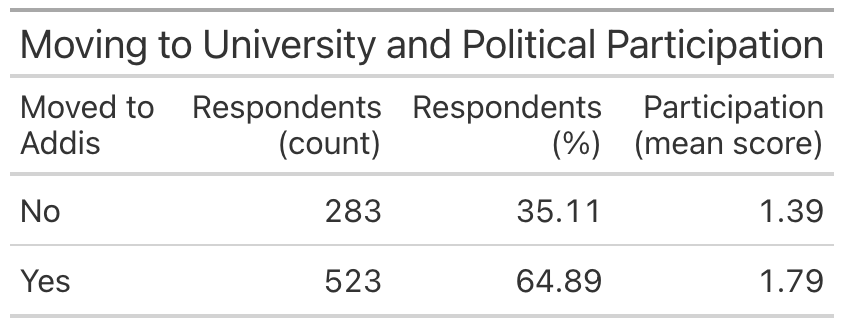 Moving to University and Political Participation
Moved to Addis Respondents (count) Respondents (%) Participation (mean score)
No 283 35.11 1.39
Yes 523 64.89 1.79